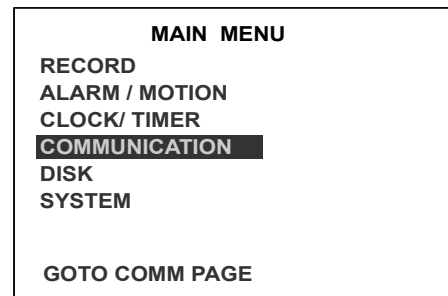 MAIN MENU
RECORD
ALARM / MOTION
CLOCK/ TIMER
COMMUNICATION
DISK
SYSTEM
GOTO COMM PAGE